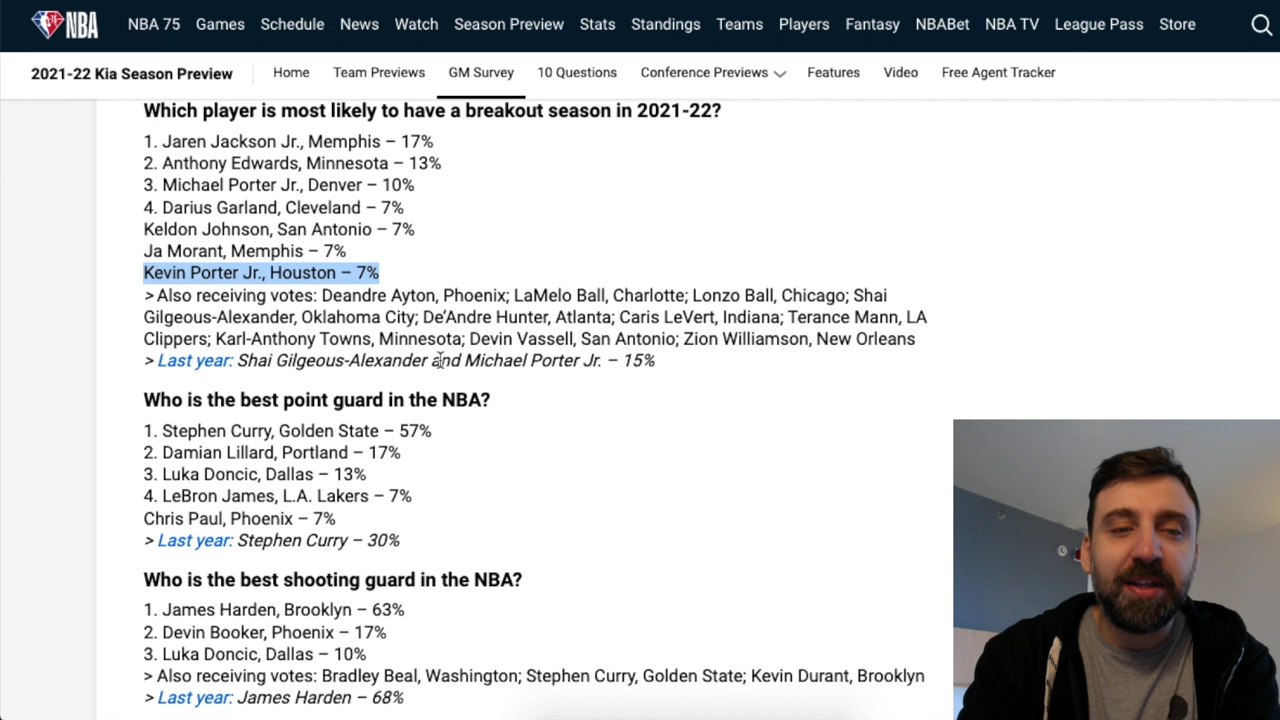 NBA
NBA 75 Games Schedule News Watch Season Preview Stats Standings Teams Players Fantasy NBABet NBA TV League Pass Store
2021-22 Kia Season Preview Home Team Previews GM Survey 10 Questions Conference Previews Features Video Free Agent Tracker
Which player is most likely to have a breakout season in 2021-22?
1. Jaren Jackson Jr., Memphis – 17%
2. Anthony Edwards, Minnesota – 13%
3. Michael Porter Jr., Denver – 10%
4. Darius Garland, Cleveland – 7%
Keldon Johnson, San Antonio – 7%
Ja Morant, Memphis – 7%
Kevin Porter Jr., Houston – 7%
> Also receiving votes: Deandre Ayton, Phoenix; LaMelo Ball, Charlotte; Lonzo Ball, Chicago; Shai
Gilgeous-Alexander, Oklahoma City; De’Andre Hunter, Atlanta; Caris LeVert, Indiana; Terance Mann, LA
Clippers; Karl-Anthony Towns, Minnesota; Devin Vassell, San Antonio; Zion Williamson, New Orleans
> Last year: Shai Gilgeous-Alexander and Michael Porter Jr. – 15%
Who is the best point guard in the NBA?
1. Stephen Curry, Golden State – 57%
2. Damian Lillard, Portland – 17%
3. Luka Doncic, Dallas – 13%
4. LeBron James, L.A. Lakers – 7%
Chris Paul, Phoenix – 7%
> Last year: Stephen Curry – 30%
Who is the best shooting guard in the NBA?
1. James Harden, Brooklyn – 63%
2. Devin Booker, Phoenix – 17%
3. Luka Doncic, Dallas – 10%
> Also receiving votes: Bradley Beal, Washington; Stephen Curry, Golden State; Kevin Durant, Brooklyn
> Last year: James Harden – 68%